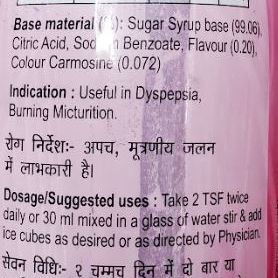 Base material (%): Sugar Syrup base (99.06),
Citric Acid, Sodium Benzoate, Flavour (0.20),
Colour Carmosine (0.072)
Indication : Useful in Dyspepsia,
Burning Micturition.
रोग निर्देश:- अपच, मूत्रणीय जलन
में लाभकारी है।
Dosage/Suggested uses : Take 2 TSF twice
daily or 30 ml mixed in a glass of water stir & add
ice cubes as desired or as directed by Physician.
सेवन विधि:- २ चम्मच दिन में दो बार या